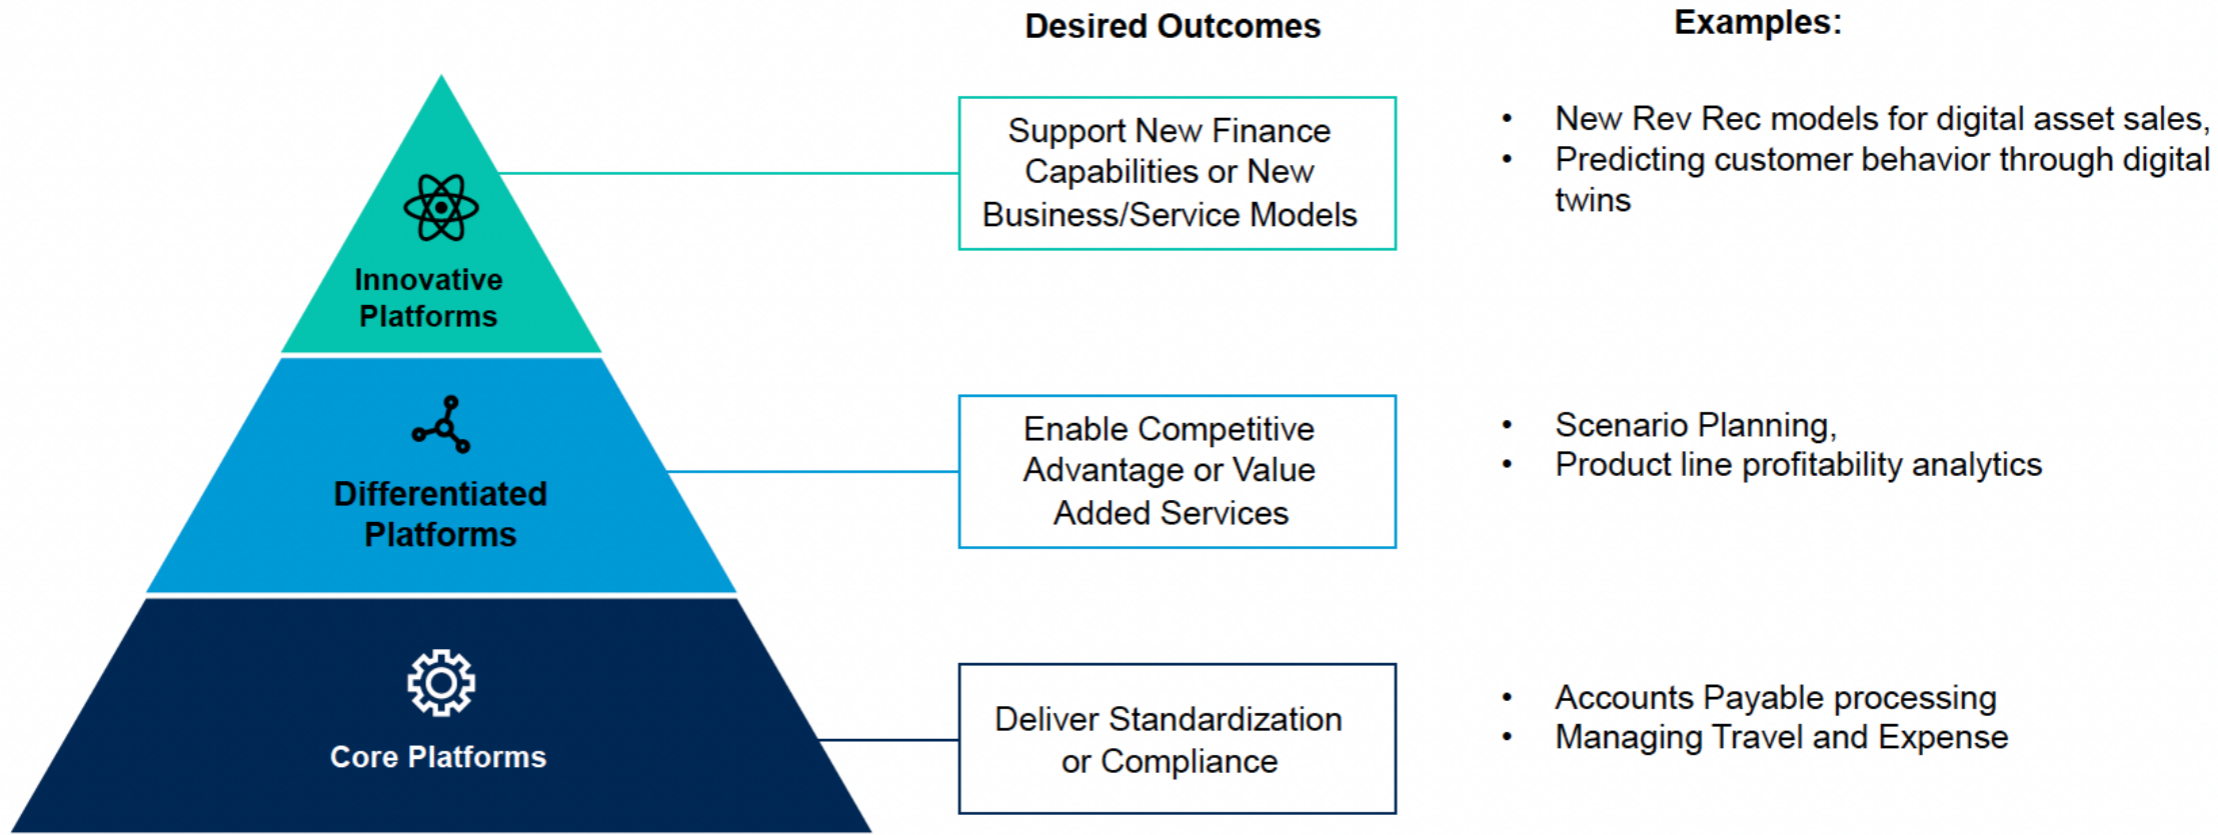 Desired Outcomes
Examples:
Innovative
Platforms
Support New Finance
Capabilities or New
Business/Service Models
• New Rev Rec models for digital asset sales,
• Predicting customer behavior through digital
twins
Differentiated
Platforms
Enable Competitive
Advantage or Value
Added Services
• Scenario Planning,
• Product line profitability analytics
Core Platforms
Deliver Standardization
or Compliance
• Accounts Payable processing
• Managing Travel and Expense